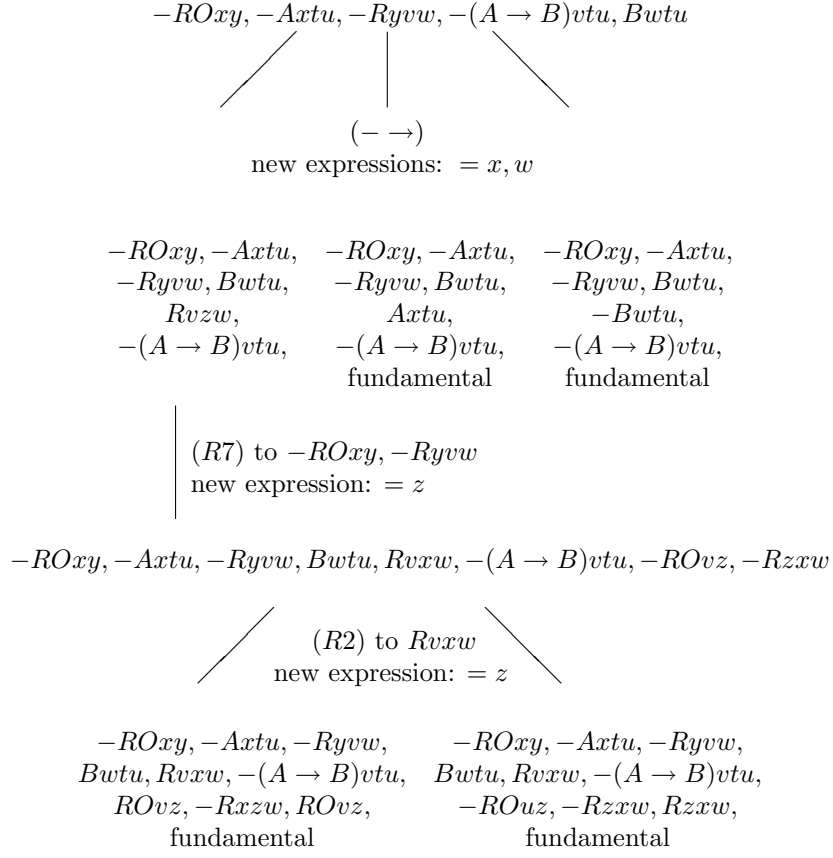 −ROxy, −Axtu, −Ryvw, −(A → B)vtu, Bwtu
(− →)
new expressions: = x, w
−ROxy, −Axtu, −ROxy, −Axtu, −ROxy, −Axtu,
−Ryvw, Bwtu, −Ryvw, Bwtu, −Ryvw, Bwtu,
Rvzw, Axtu, −Bwtu,
−(A → B)vtu, −(A → B)vtu, −(A → B)vtu,
fundamental fundamental
(R7) to −ROxy, −Ryvw
new expression: = z
−ROxy, −Axtu, −Ryvw, Bwtu, Rvxw, −(A → B)vtu, −ROvz, −Rzxw
(R2) to Rvxw
new expression: = z
−ROxy, −Axtu, −Ryvw, −ROxy, −Axtu, −Ryvw,
Bwtu, Rvxw, −(A → B)vtu, Bwtu, Rvxw, −(A → B)vtu,
ROvz, −Rxzw, ROvz, −ROuz, −Rzxw, Rzxw,
fundamental fundamental